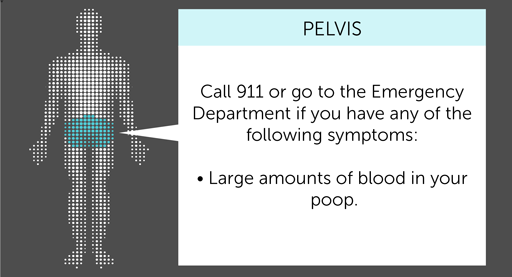 PELVIS
Call 911 or go to the Emergency
Department if you have any of the
following symptoms:
• Large amounts of blood in your
poop.